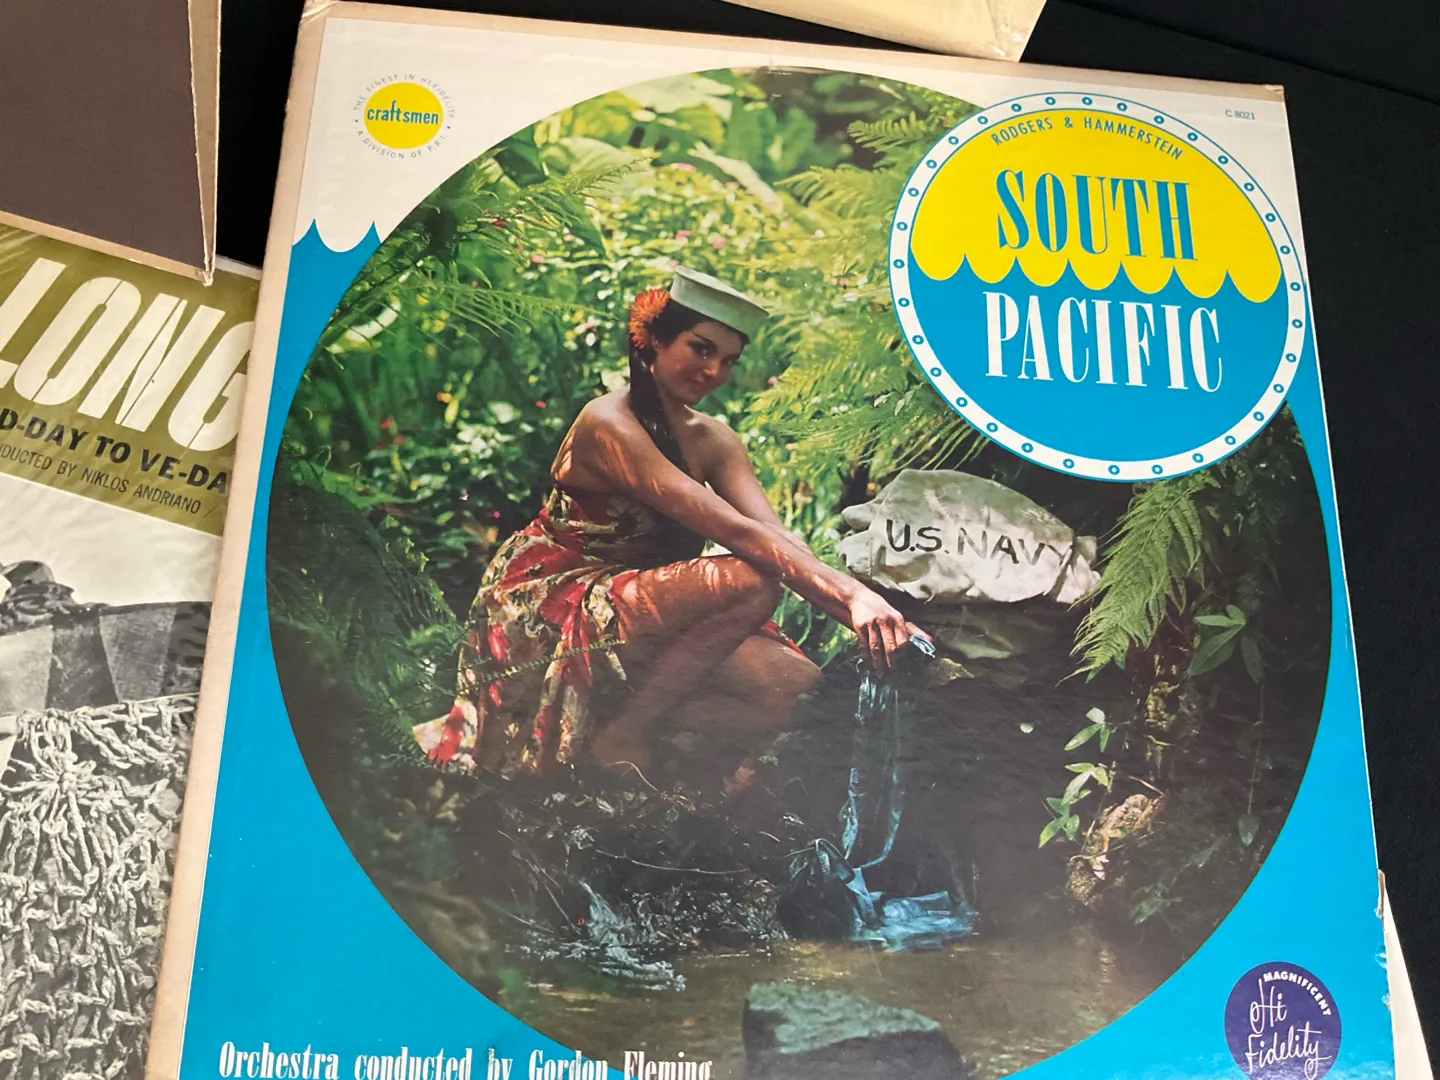 THE FINEST IN HI-FIDELITY
craftsmen
A DIVISION OF P.R.I.
C 8021
RODGERS & HAMMERSTEIN
SOUTH
PACIFIC
U.S. NAVY
LONG
D-DAY TO VE-DA
DUCTED BY NIKLOS ANDRIANO /
MAGNIFICENT
Hi
Fidelity
Orchestra conducted by Gordon Fleming